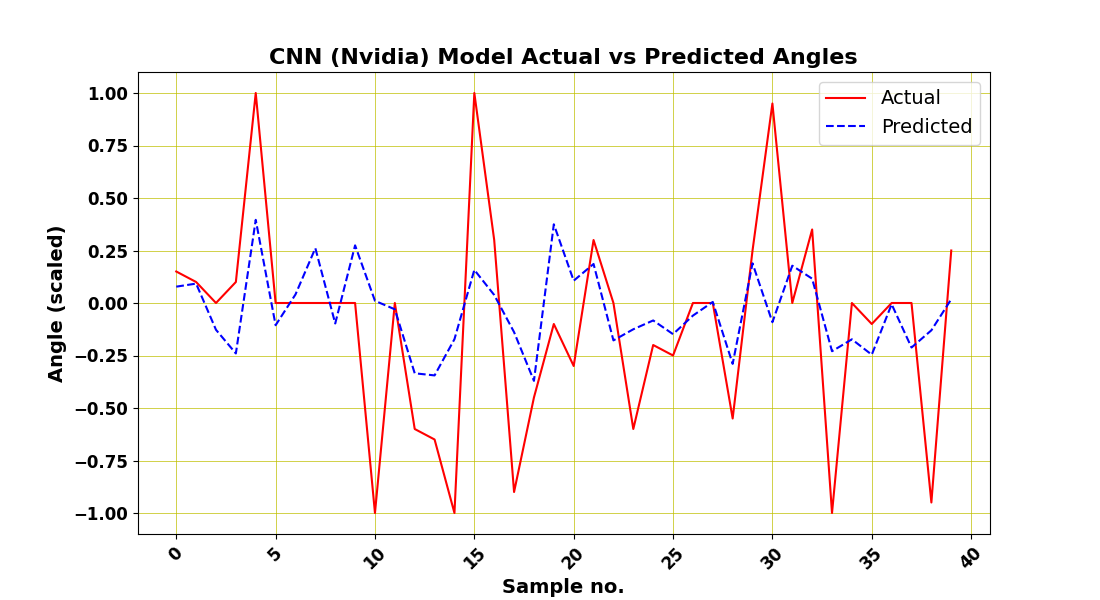 CNN (Nvidia) Model Actual vs Predicted Angles
Actual
Predicted
Angle (scaled)
1.00
0.75
0.50
0.25
0.00
−0.25
−0.50
−0.75
−1.00
0 5 10 15 20 25 30 35 40
Sample no.